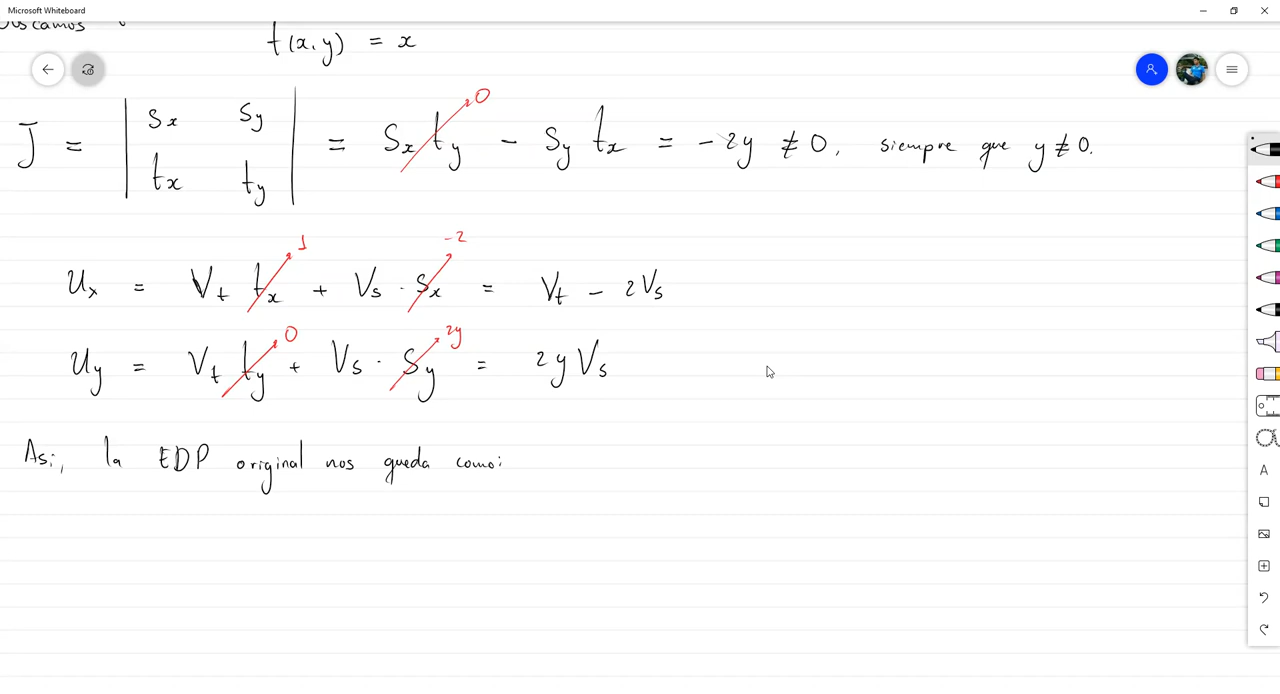 Microsoft Whiteboard
t(x,y) = x
J = | Sx Sy | = Sx ty 0 - Sy tx = -2y ≠ 0, siempre que y ≠ 0.
| tx ty |
Ux = Vt tx 1 + Vs · Sx -2 = Vt - 2Vs
Uy = Vt ty 0 + Vs · Sy 2y = 2y Vs
Asi, la EDP original nos queda como:
A